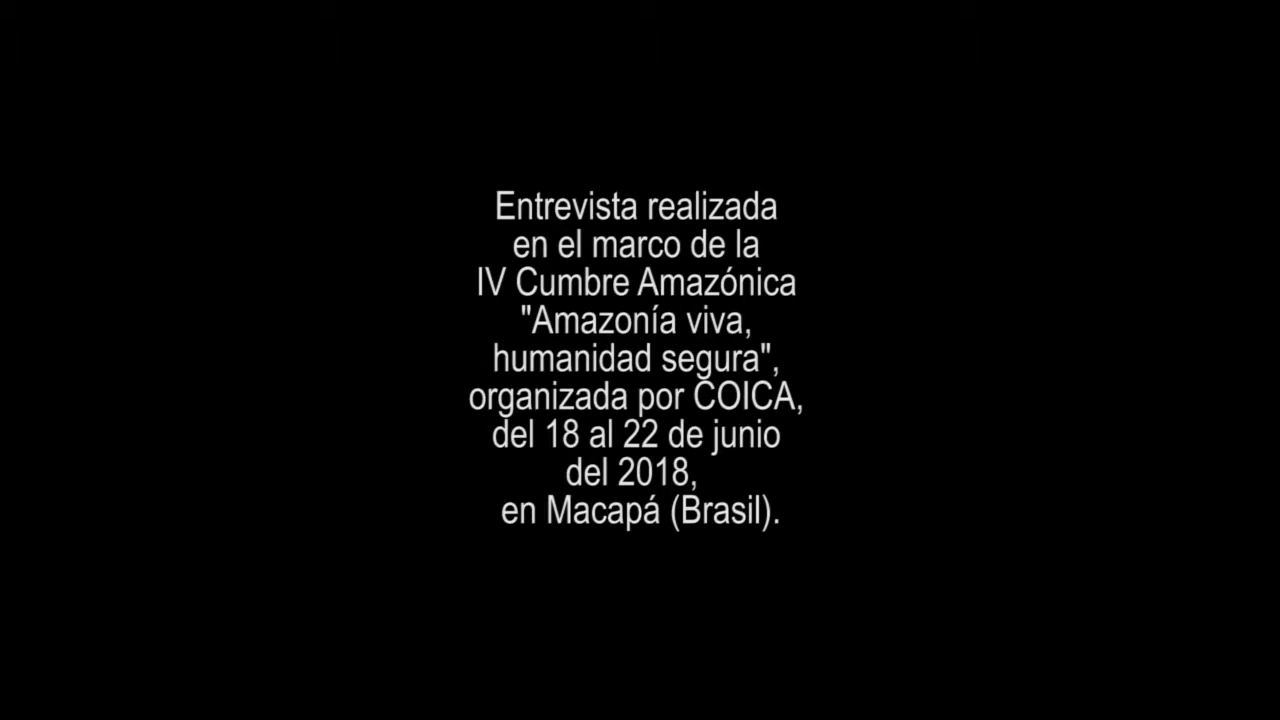 Entrevista realizada
en el marco de la
IV Cumbre Amazónica
"Amazonía viva,
humanidad segura",
organizada por COICA,
del 18 al 22 de junio
del 2018,
en Macapá (Brasil).